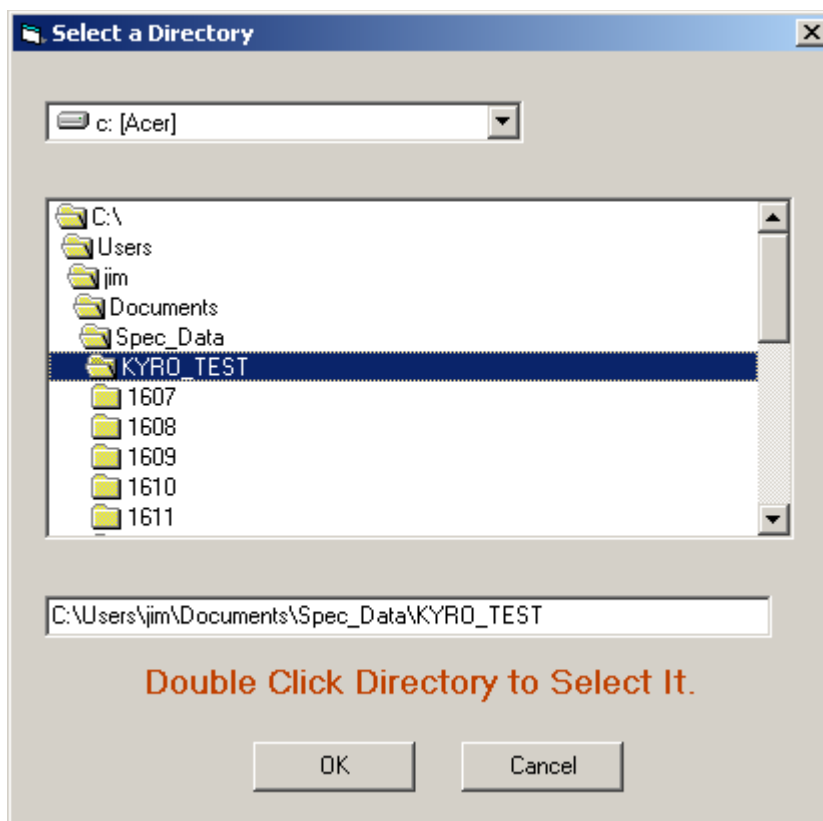 Select a Directory
c: [Acer]
C:\
Users
jim
Documents
Spec_Data
KYRO_TEST
1607
1608
1609
1610
1611
C:\Users\jim\Documents\Spec_Data\KYRO_TEST
Double Click Directory to Select It.
OK Cancel